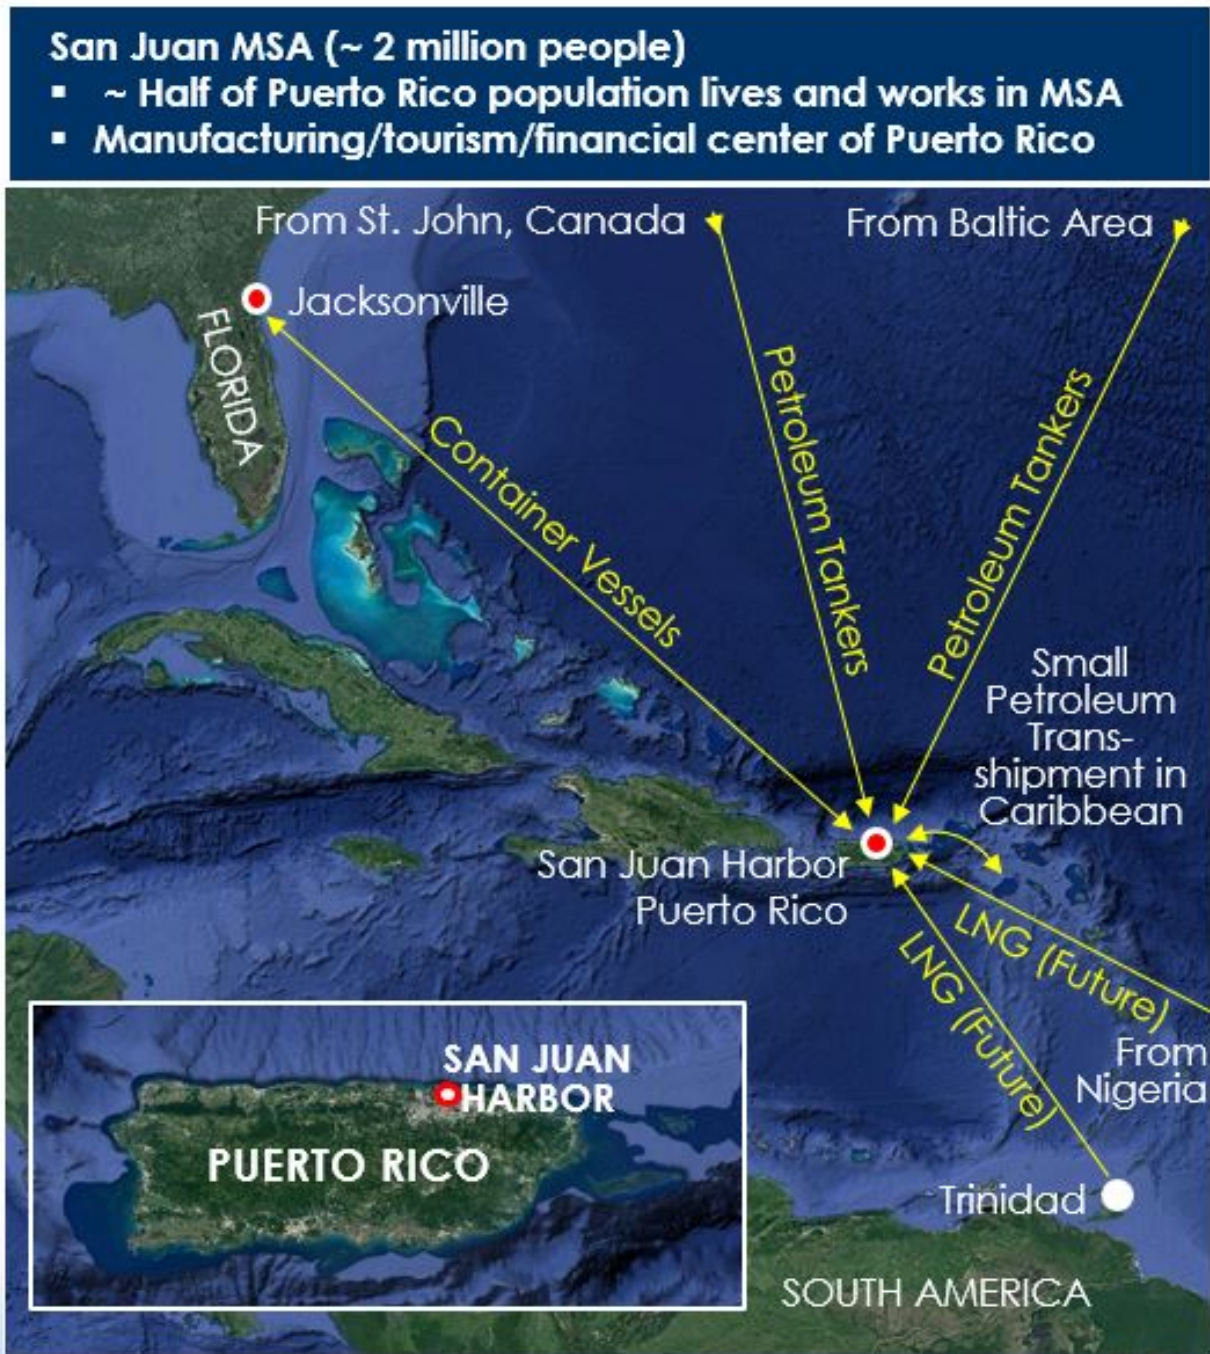 San Juan MSA (~ 2 million people)
▪ ~ Half of Puerto Rico population lives and works in MSA
▪ Manufacturing/tourism/financial center of Puerto Rico
From St. John, Canada
From Baltic Area
Jacksonville
FLORIDA
Container Vessels
Petroleum Tankers
Petroleum Tankers
Small
Petroleum
Trans-
shipment in
Caribbean
San Juan Harbor
Puerto Rico
LNG (Future)
LNG (Future)
From
Nigeria
Trinidad
SOUTH AMERICA
SAN JUAN
HARBOR
PUERTO RICO